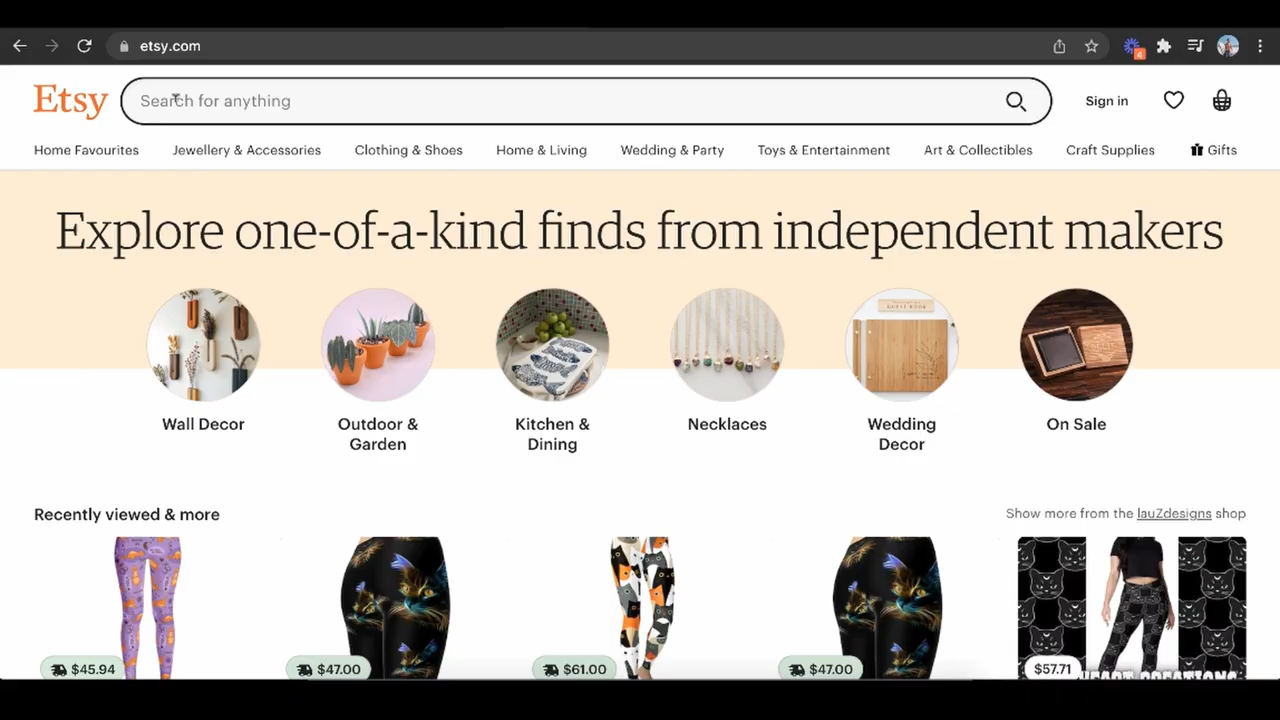 etsy.com
4
Etsy
Search for anything
Sign in
Home Favourites
Jewellery & Accessories
Clothing & Shoes
Home & Living
Wedding & Party
Toys & Entertainment
Art & Collectibles
Craft Supplies
Gifts
Explore one-of-a-kind finds from independent makers
GUEST BOOK
Wall Decor
Outdoor &
Garden
Kitchen &
Dining
Necklaces
Wedding
Decor
On Sale
Recently viewed & more
Show more from the lauZdesigns shop
$45.94
$47.00
$61.00
$47.00
$57.71